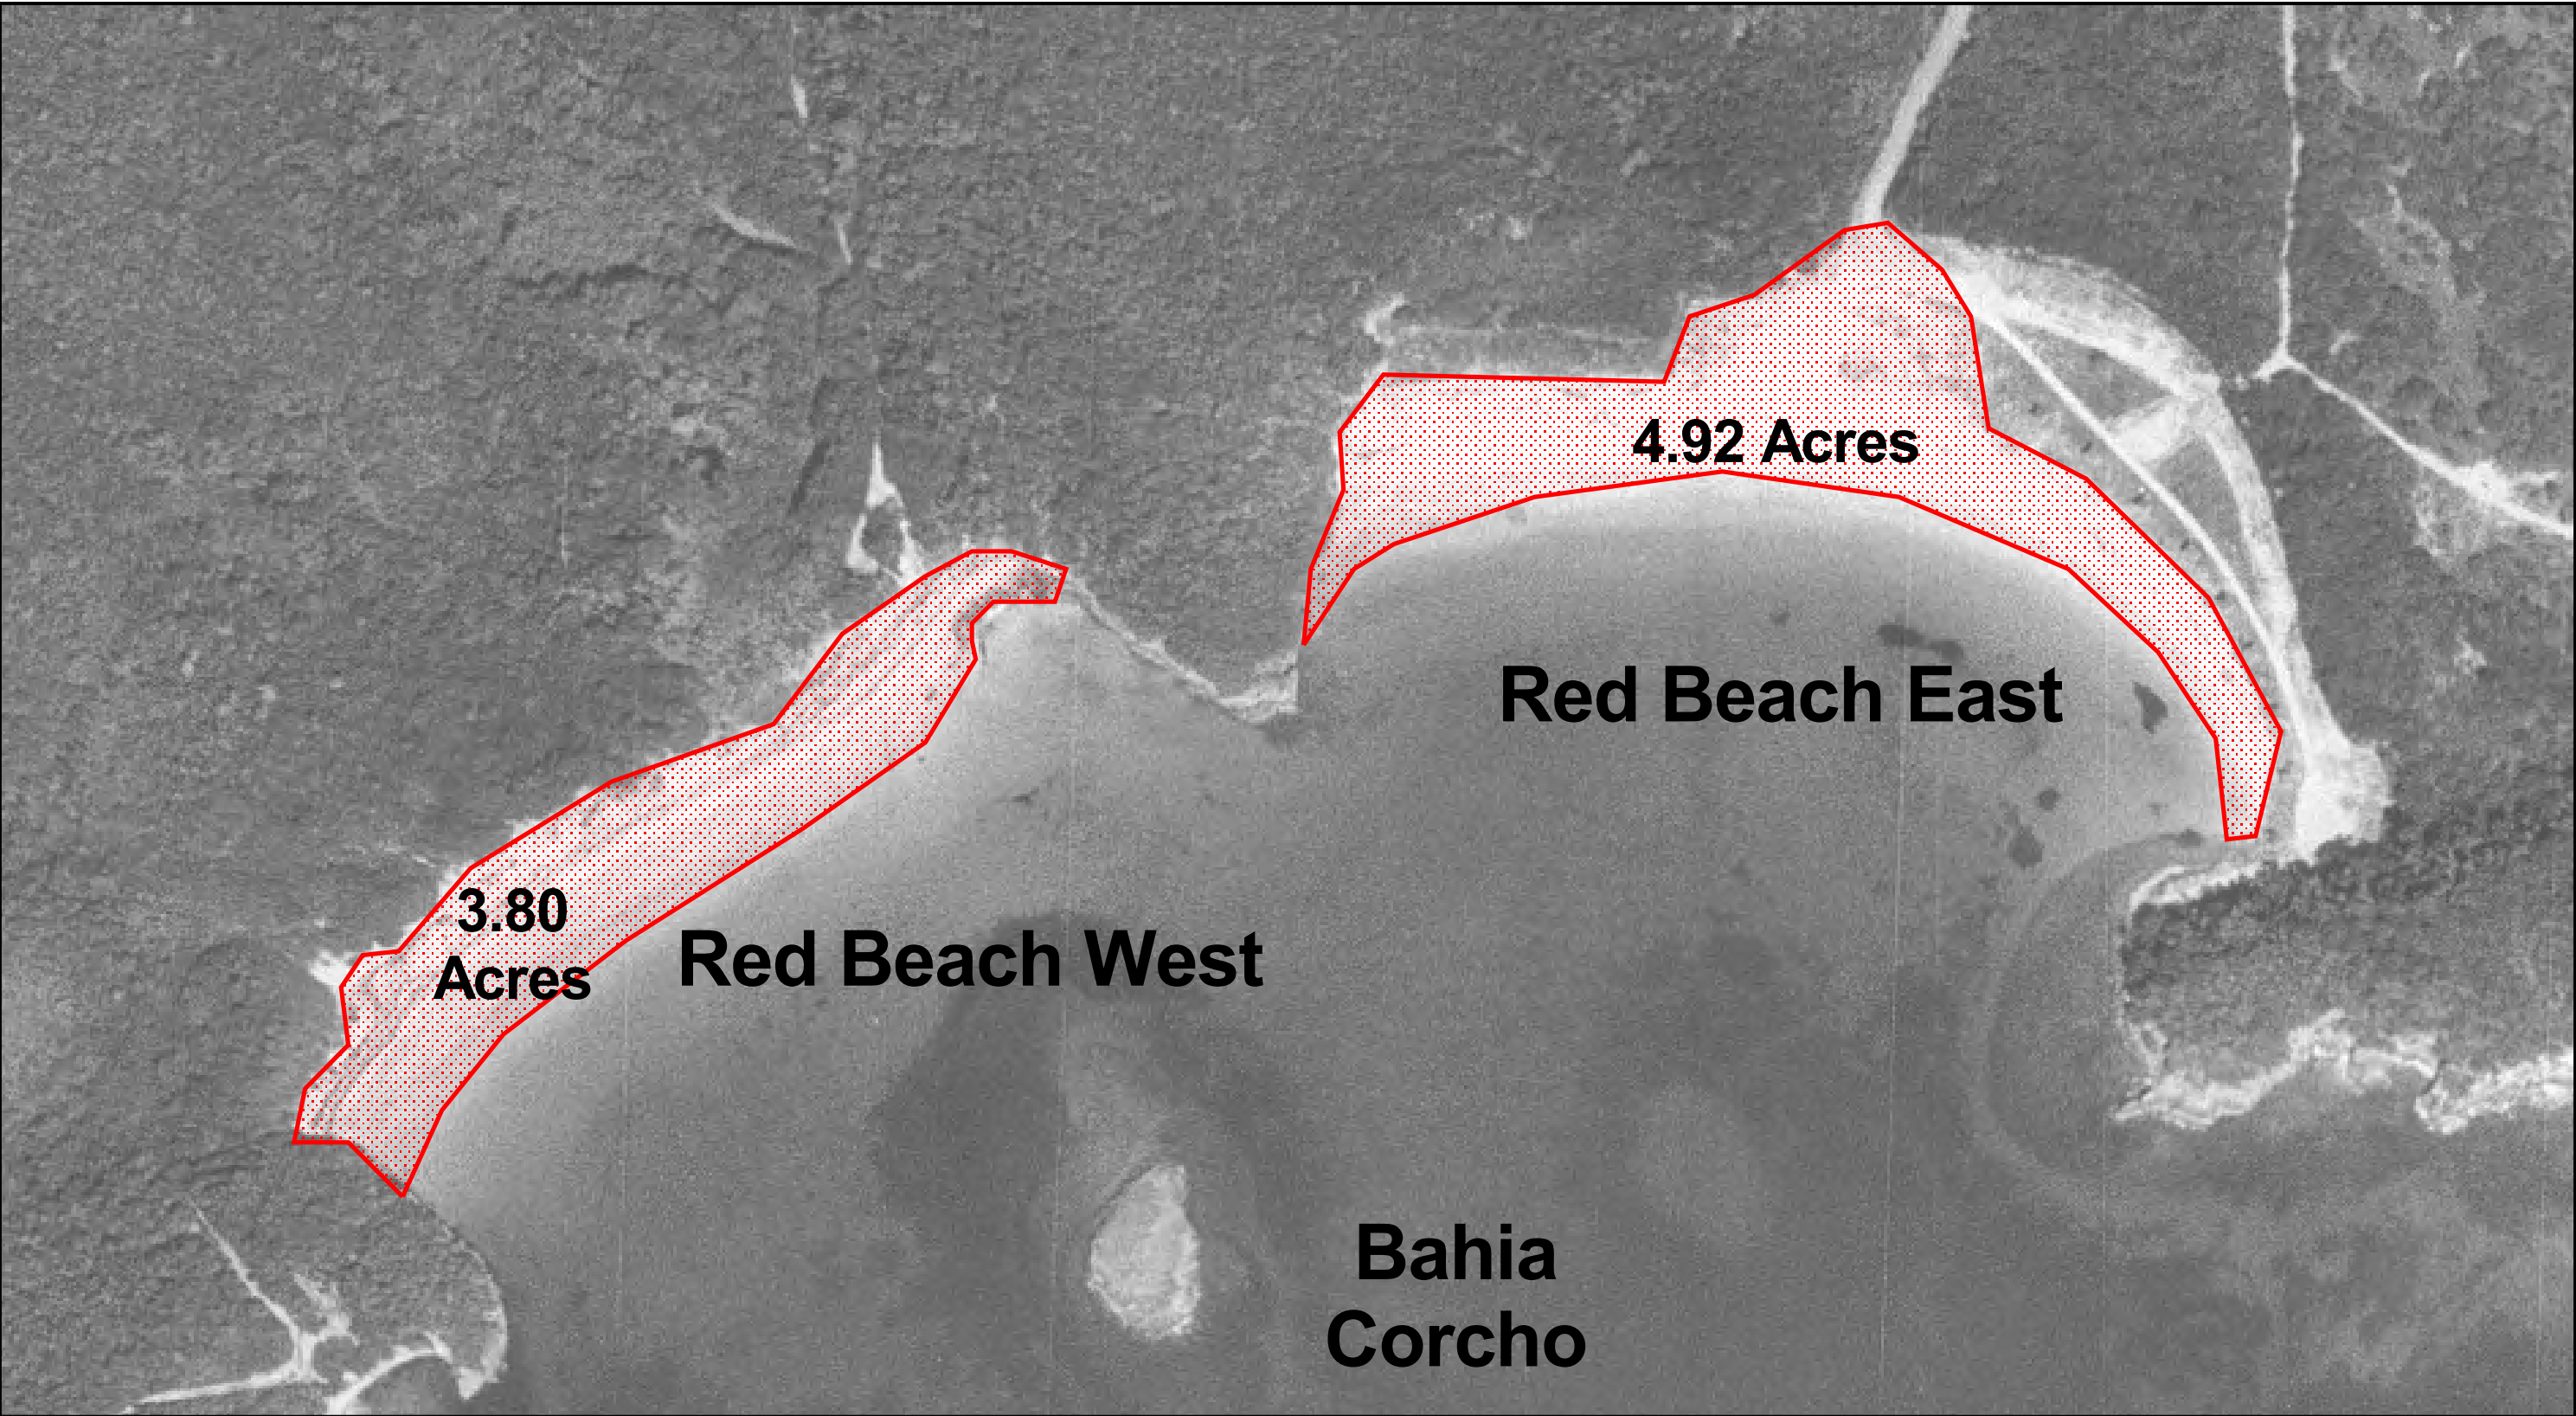 4.92 Acres
Red Beach East
3.80
Acres
Red Beach West
Bahia
Corcho